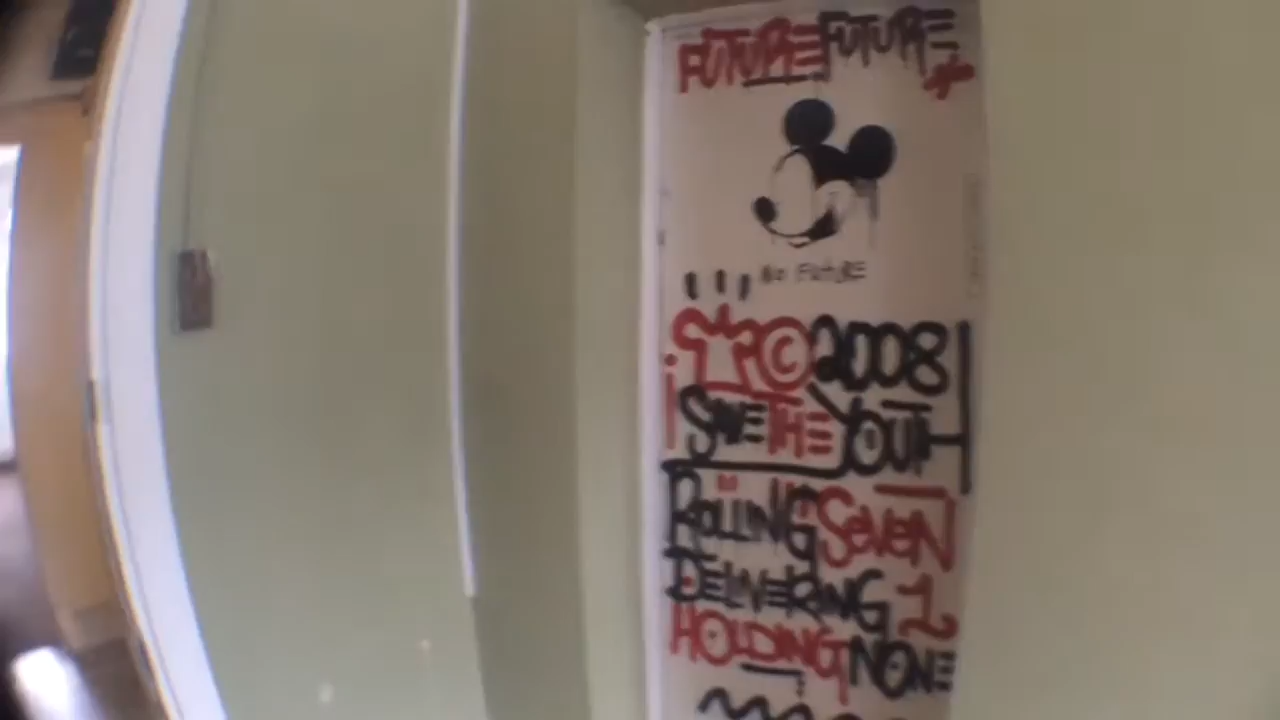 FUTURE FUTURE
NO FUTURE
© 2008
SAVE THE YOUTH
ROLLING SEVEN
DELIVERING 1
HOLDING NONE